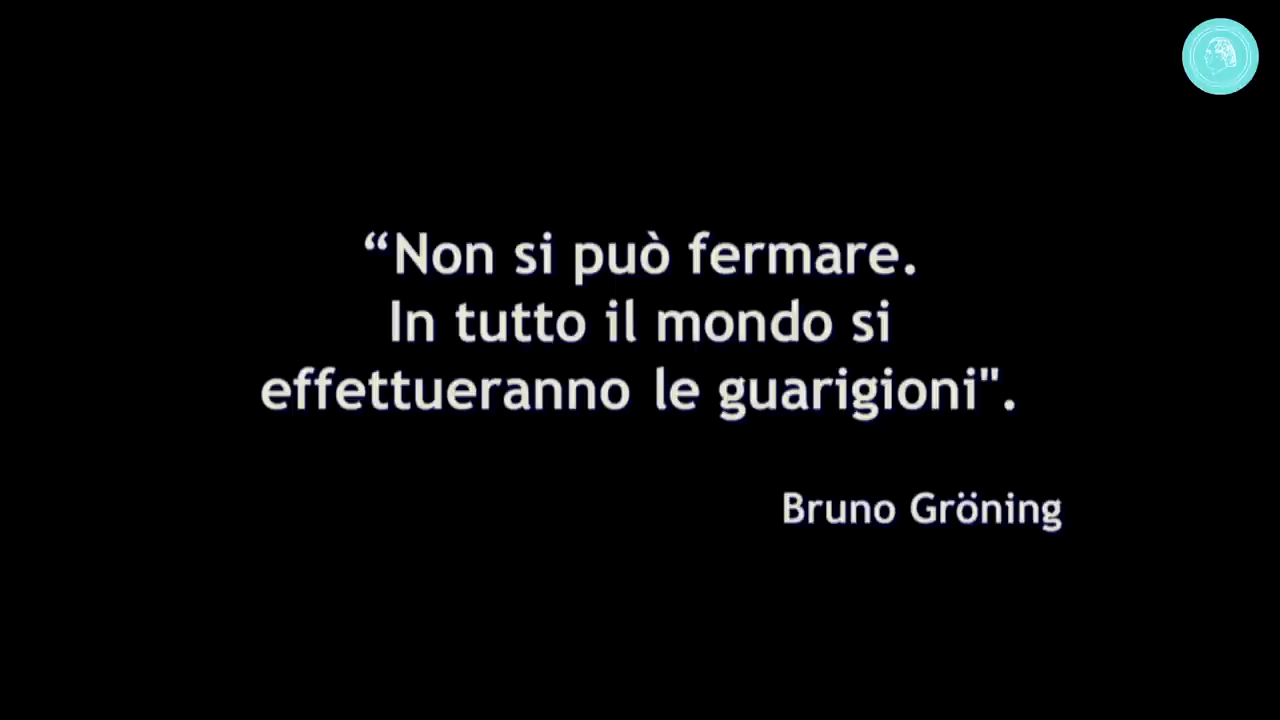 “Non si può fermare.
In tutto il mondo si
effettueranno le guarigioni".
Bruno Gröning